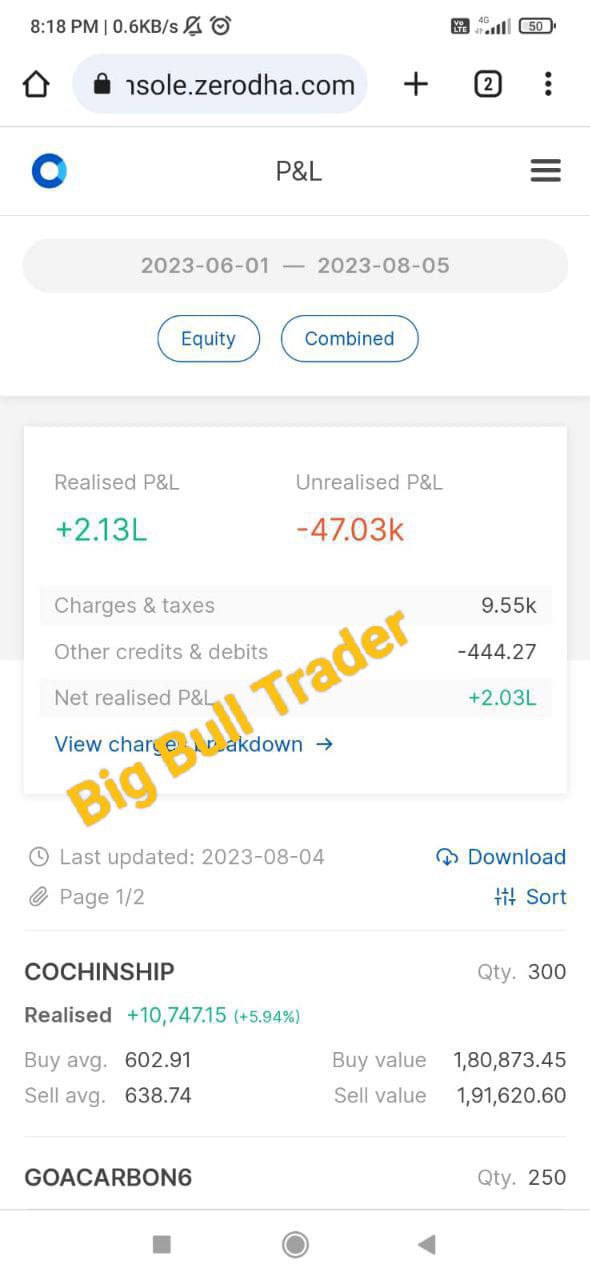 8:18 PM | 0.6KB/s
Vo LTE 4G 50
nsole.zerodha.com
2
P&L
2023-06-01 — 2023-08-05
Equity Combined
Realised P&L Unrealised P&L
+2.13L -47.03k
Charges & taxes 9.55k
Other credits & debits -444.27
Net realised P&L +2.03L
View charges breakdown →
Big Bull Trader
Last updated: 2023-08-04 Download
Page 1/2 Sort
COCHINSHIP Qty. 300
Realised +10,747.15 (+5.94%)
Buy avg. 602.91 Buy value 1,80,873.45
Sell avg. 638.74 Sell value 1,91,620.60
GOACARBON6 Qty. 250